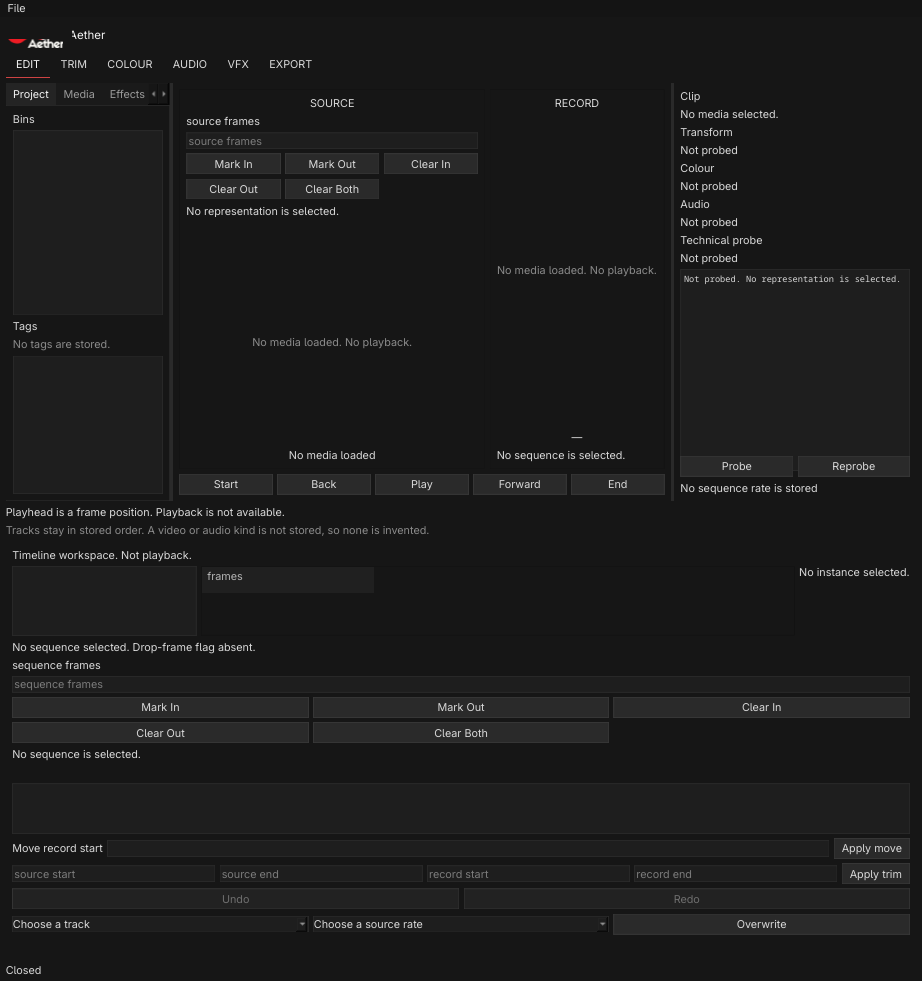 File
Aether
Aether
EDIT TRIM COLOUR AUDIO VFX EXPORT
Project Media Effects
Bins
Tags
No tags are stored.
SOURCE
source frames
source frames
Mark In Mark Out Clear In
Clear Out Clear Both
No representation is selected.
No media loaded. No playback.
No media loaded
RECORD
No media loaded. No playback.
—
No sequence is selected.
Start Back Play Forward End
Clip
No media selected.
Transform
Not probed
Colour
Not probed
Audio
Not probed
Technical probe
Not probed
Not probed. No representation is selected.
Probe Reprobe
No sequence rate is stored
Playhead is a frame position. Playback is not available.
Tracks stay in stored order. A video or audio kind is not stored, so none is invented.
Timeline workspace. Not playback.
frames
No instance selected.
No sequence selected. Drop-frame flag absent.
sequence frames
sequence frames
Mark In Mark Out Clear In
Clear Out Clear Both
No sequence is selected.
Move record start Apply move
source start source end record start record end Apply trim
Undo Redo
Choose a track Choose a source rate Overwrite
Closed